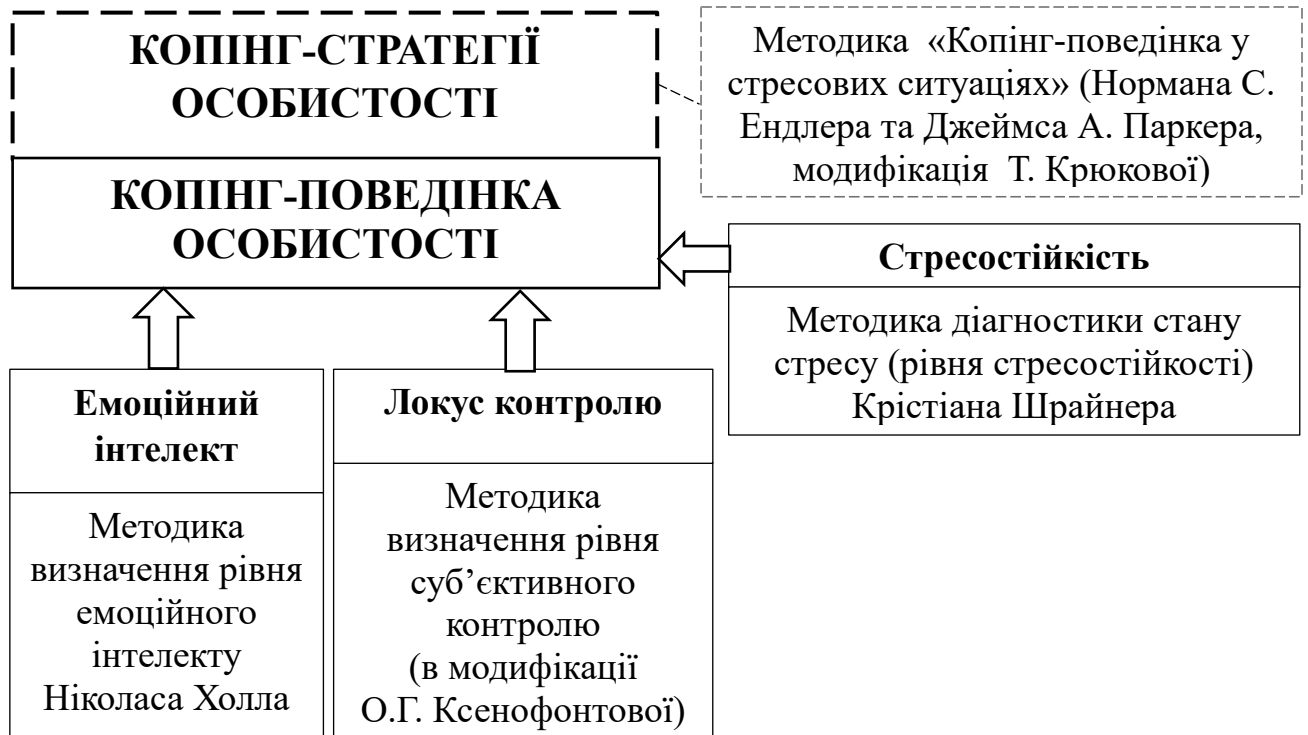 КОПІНГ-СТРАТЕГІЇ
ОСОБИСТОСТІ
Методика «Копінг-поведінка у
стресових ситуаціях» (Нормана С.
Ендлера та Джеймса А. Паркера,
модифікація Т. Крюкової)
КОПІНГ-ПОВЕДІНКА
ОСОБИСТОСТІ
Стресостійкість
Методика діагностики стану
стресу (рівня стресостійкості)
Крістіана Шрайнера
Емоційний
інтелект
Методика
визначення рівня
емоційного
інтелекту
Ніколаса Холла
Локус контролю
Методика
визначення рівня
суб’єктивного
контролю
(в модифікації
О.Г. Ксенофонтової)